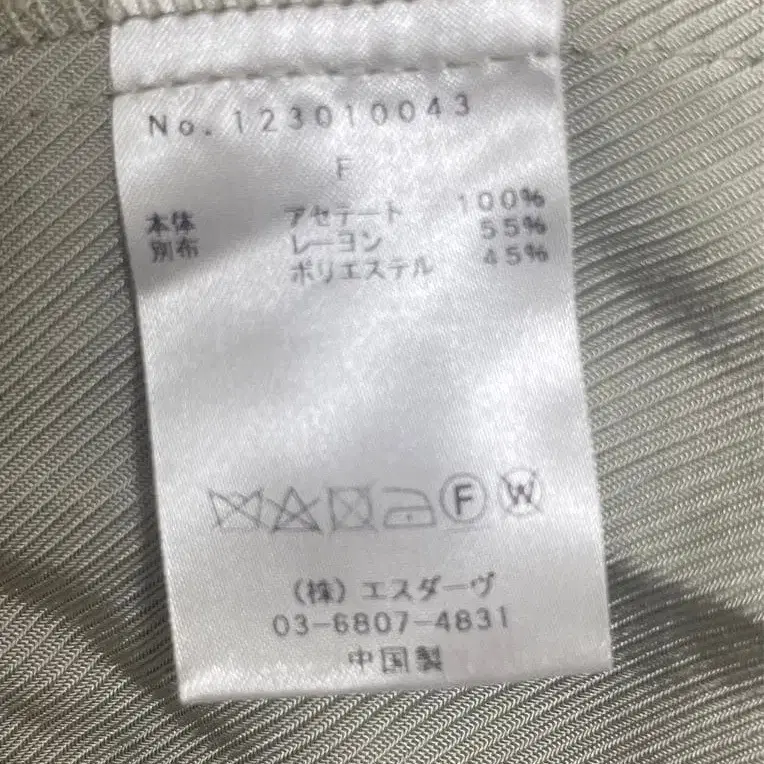 No. 123010043
F
本体 アセテート 100%
別布 レーヨン 55%
ポリエステル 45%
F W
(株) エスダーヴ
03-6807-4831
中国製